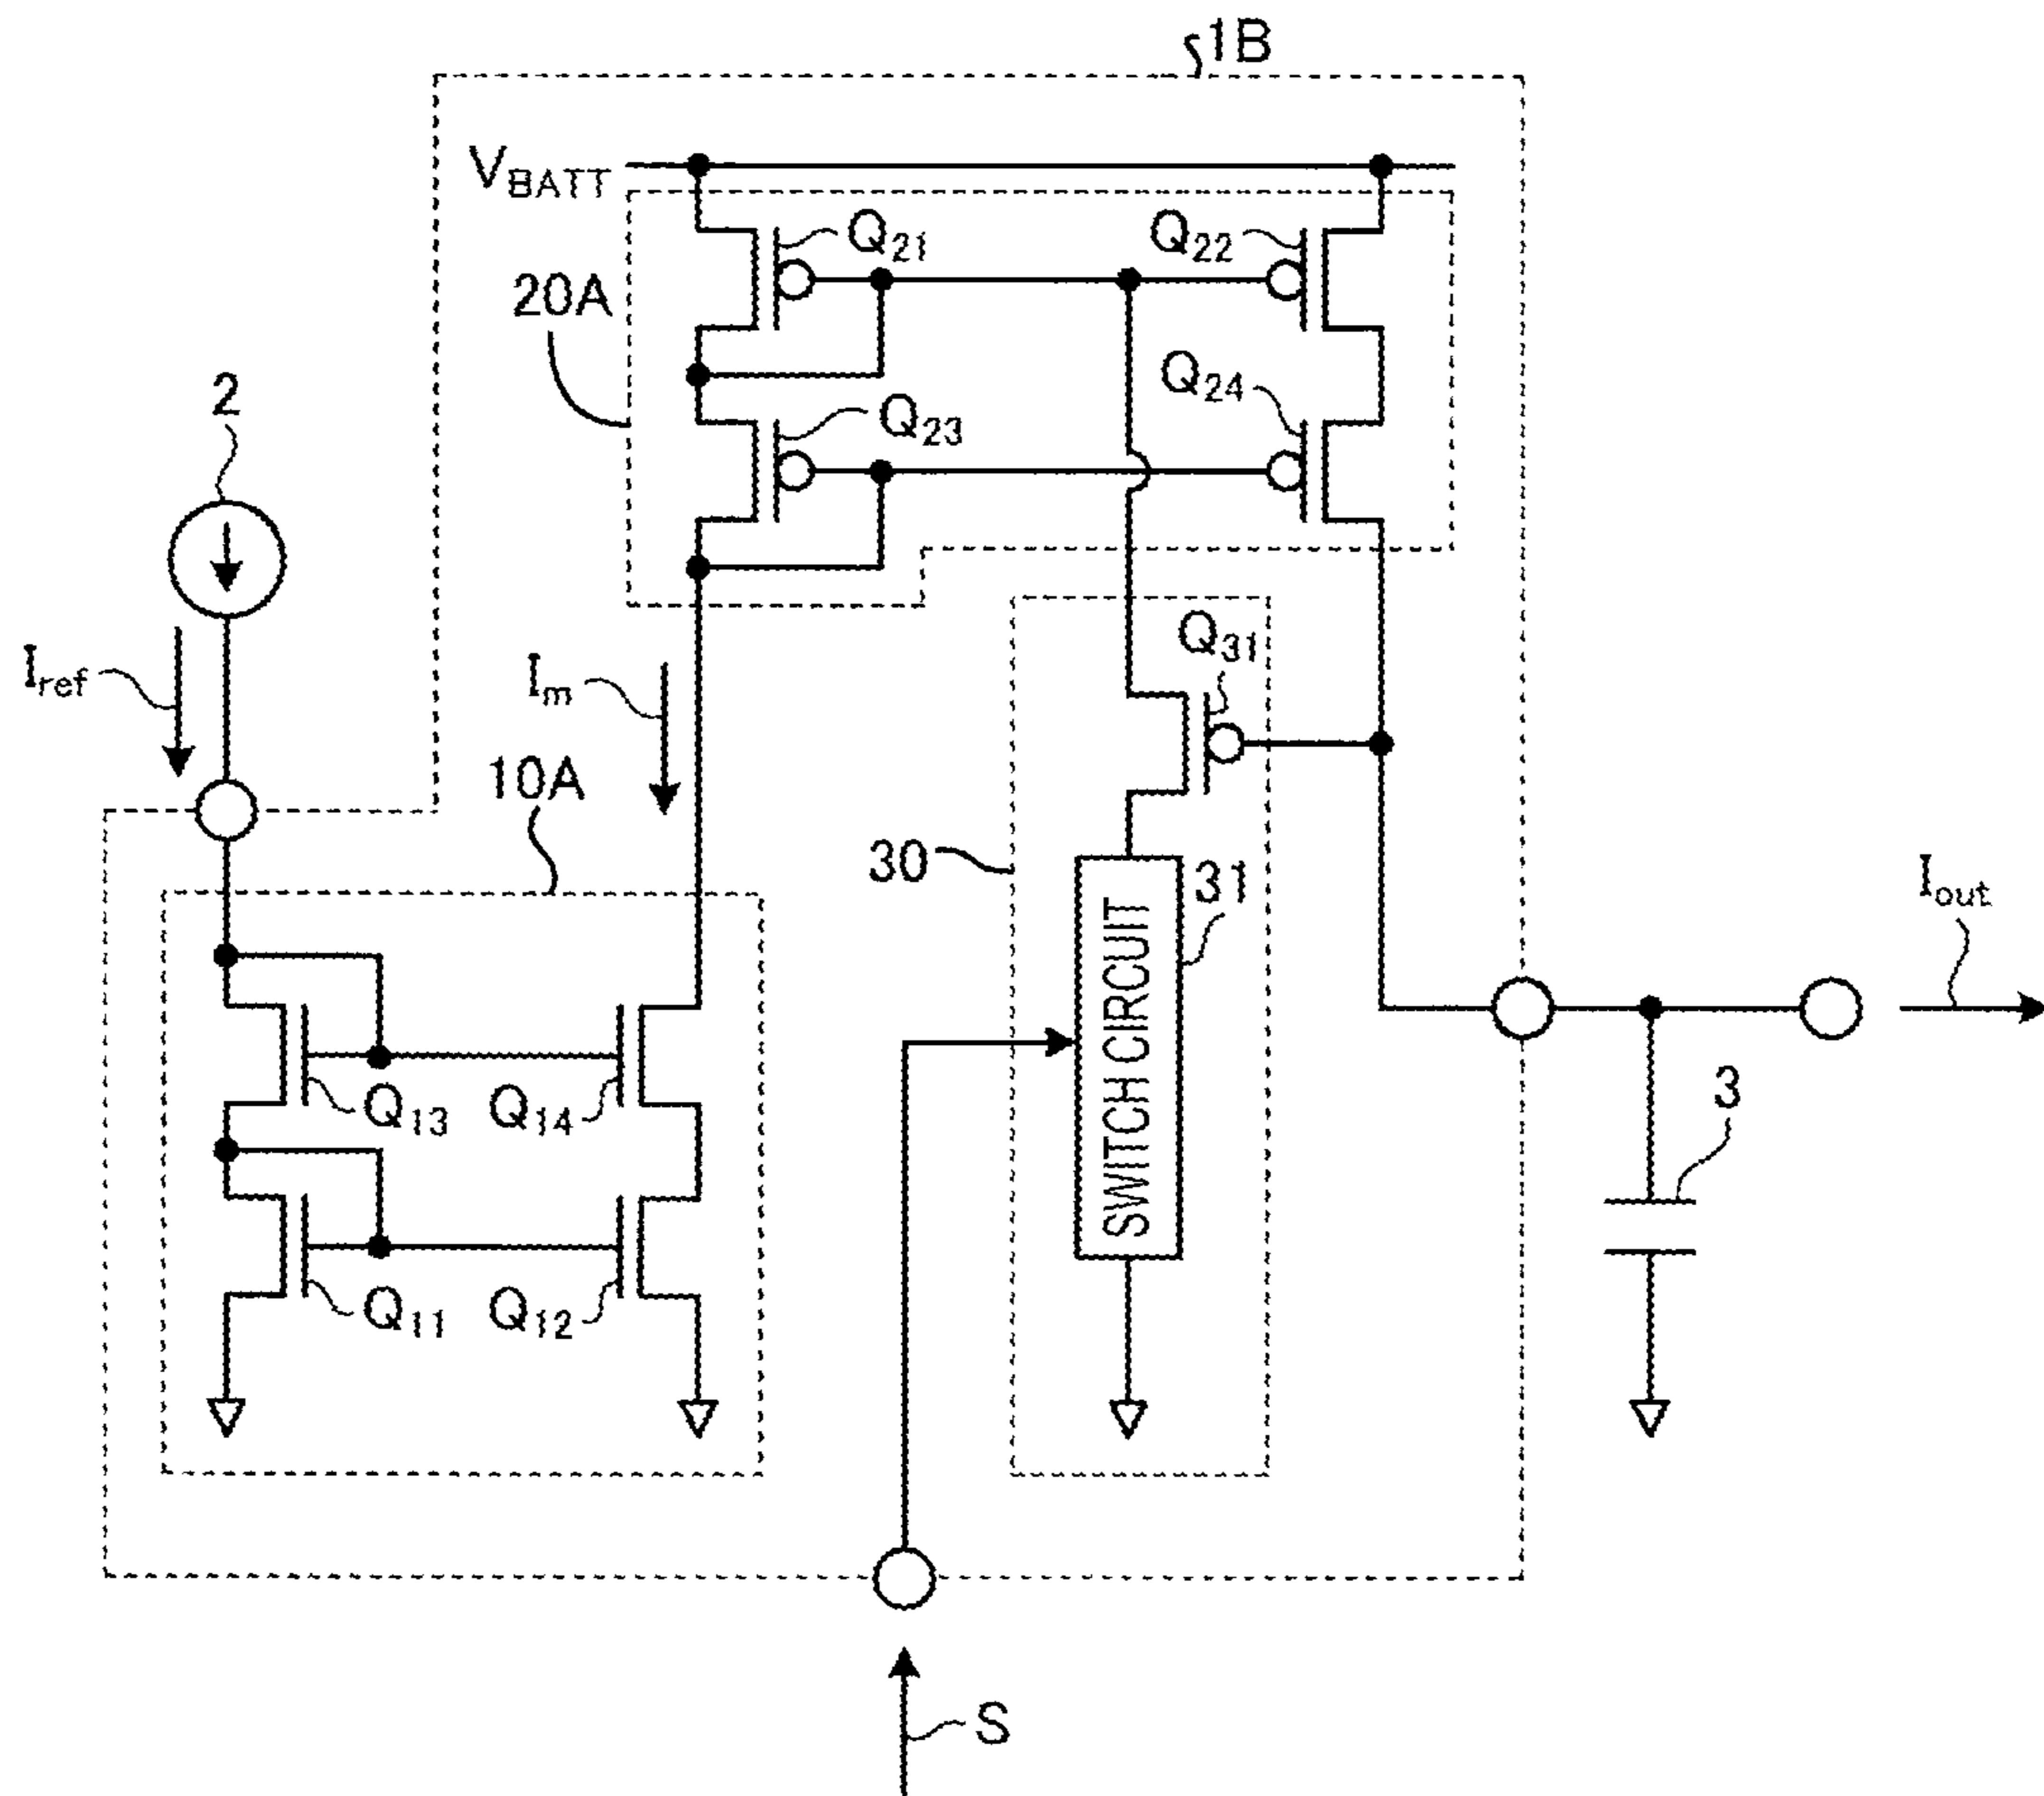 1B
VBATT
Q21
Q22
20A
Q24
2
Q23
Q31
Iref
Im
10A
30
31
Iout
SWITCH CIRCUIT
3
Q13
Q14
Q11
Q12
S